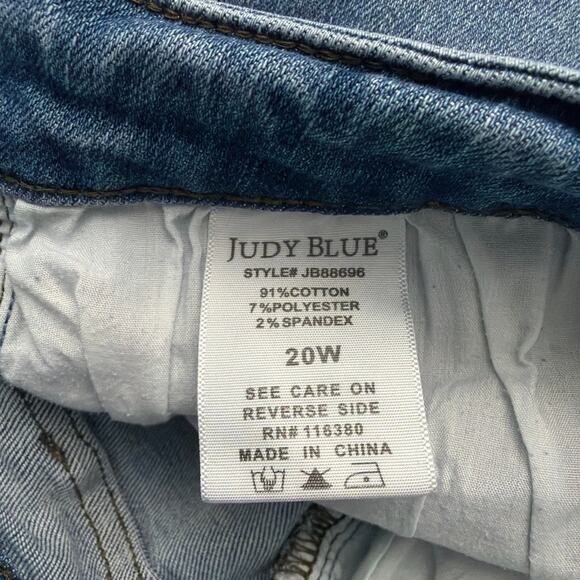 JUDY BLUE®
STYLE# JB88696
91%COTTON
7%POLYESTER
2%SPANDEX
20W
SEE CARE ON
REVERSE SIDE
RN# 116380
MADE IN CHINA